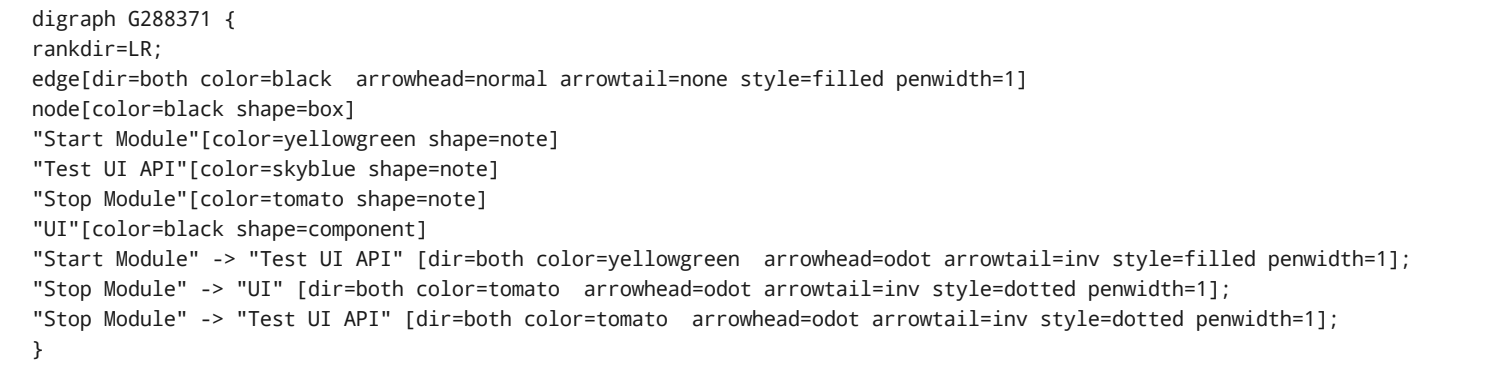 digraph G288371 {
rankdir=LR;
edge[dir=both color=black  arrowhead=normal arrowtail=none style=filled penwidth=1]
node[color=black shape=box]
"Start Module"[color=yellowgreen shape=note]
"Test UI API"[color=skyblue shape=note]
"Stop Module"[color=tomato shape=note]
"UI"[color=black shape=component]
"Start Module" -> "Test UI API" [dir=both color=yellowgreen  arrowhead=odot arrowtail=inv style=filled penwidth=1];
"Stop Module" -> "UI" [dir=both color=tomato  arrowhead=odot arrowtail=inv style=dotted penwidth=1];
"Stop Module" -> "Test UI API" [dir=both color=tomato  arrowhead=odot arrowtail=inv style=dotted penwidth=1];
}